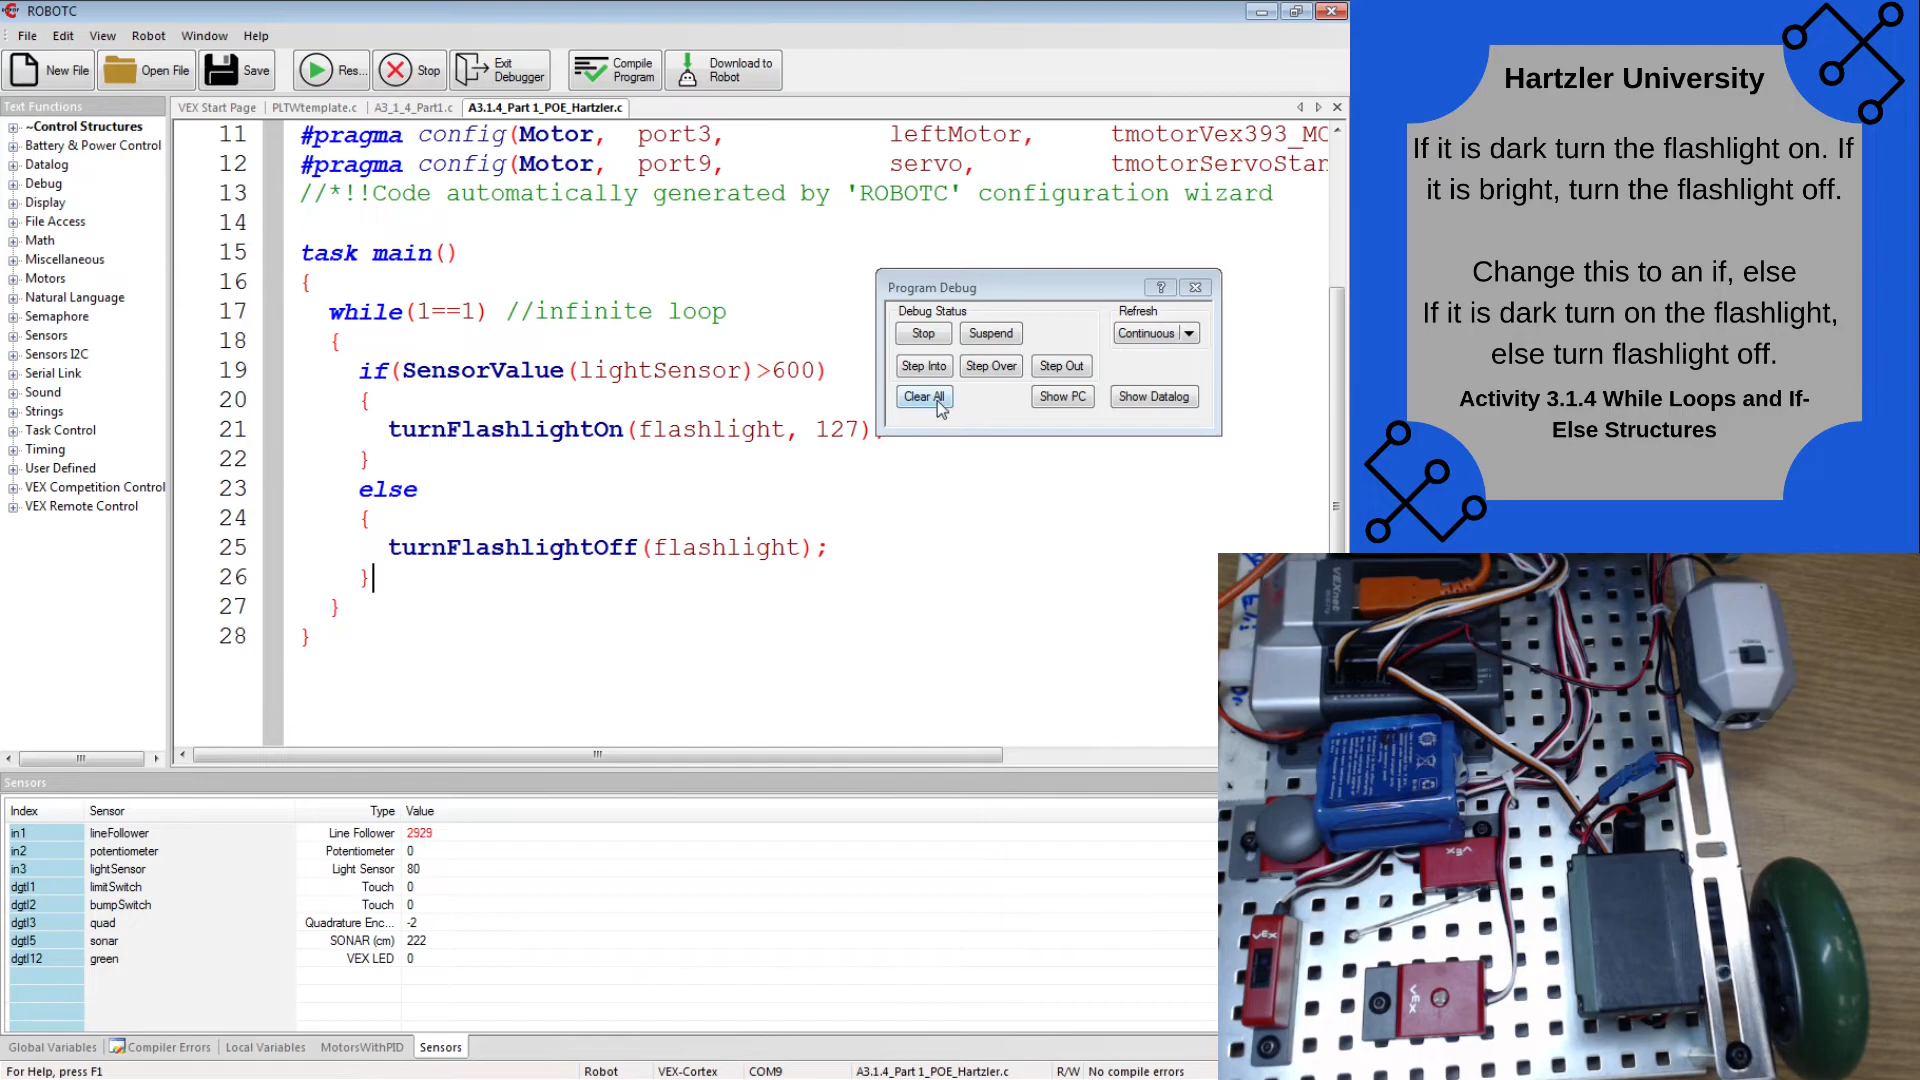 ROBOTC
File Edit View Robot Window Help
New File Open File Save Res... Stop Exit Debugger Compile Program Download to Robot
Text Functions
VEX Start Page PLTWtemplate.c A3_1_4_Part1.c A3.1.4_Part 1_POE_Hartzler.c
~Control Structures
Battery & Power Control
Datalog
Debug
Display
File Access
Math
Miscellaneous
Motors
Natural Language
Semaphore
Sensors
Sensors I2C
Serial Link
Sound
Strings
Task Control
Timing
User Defined
VEX Competition Control
VEX Remote Control
11 #pragma config(Motor, port3, leftMotor, tmotorVex393_MC
12 #pragma config(Motor, port9, servo, tmotorServoStan
13 //*!!Code automatically generated by 'ROBOTC' configuration wizard
14
15 task main()
16 {
17 while(1==1) //infinite loop
18 {
19 if(SensorValue(lightSensor)>600)
20 {
21 turnFlashlightOn(flashlight, 127);
22 }
23 else
24 {
25 turnFlashlightOff(flashlight);
26 }
27 }
28 }
Program Debug ?
Debug Status Refresh
Stop Suspend Continuous
Step Into Step Over Step Out
Clear All Show PC Show Datalog
Sensors
Index Sensor Type Value
in1 lineFollower Line Follower 2929
in2 potentiometer Potentiometer 0
in3 lightSensor Light Sensor 80
dgtl1 limitSwitch Touch 0
dgtl2 bumpSwitch Touch 0
dgtl3 quad Quadrature Enc... -2
dgtl5 sonar SONAR (cm) 222
dgtl12 green VEX LED 0
Global Variables Compiler Errors Local Variables MotorsWithPID Sensors
For Help, press F1 Robot VEX-Cortex COM9 A3.1.4_Part 1_POE_Hartzler.c R/W No compile errors
Hartzler University
If it is dark turn the flashlight on. If
it is bright, turn the flashlight off.
Change this to an if, else
If it is dark turn on the flashlight,
else turn flashlight off.
Activity 3.1.4 While Loops and If-
Else Structures
VEXnet
VEX
VEX
VEX